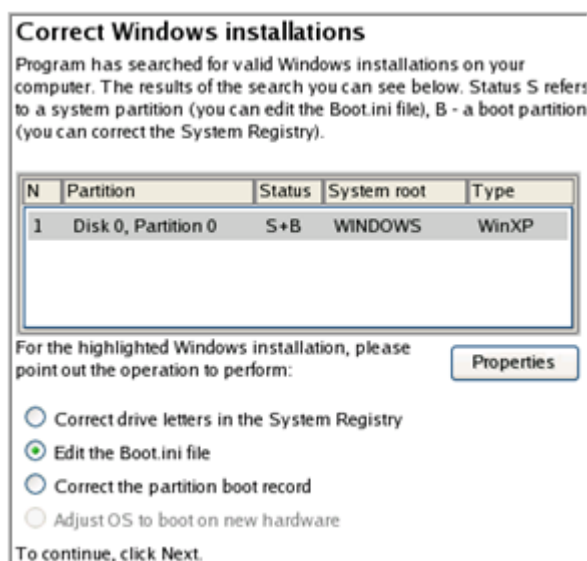 Correct Windows installations
Program has searched for valid Windows installations on your
computer. The results of the search you can see below. Status S refers
to a system partition (you can edit the Boot.ini file), B - a boot partition
(you can correct the System Registry).
N Partition Status System root Type
1 Disk 0, Partition 0 S+B WINDOWS WinXP
For the highlighted Windows installation, please
point out the operation to perform:
Properties
Correct drive letters in the System Registry
Edit the Boot.ini file
Correct the partition boot record
Adjust OS to boot on new hardware
To continue, click Next.